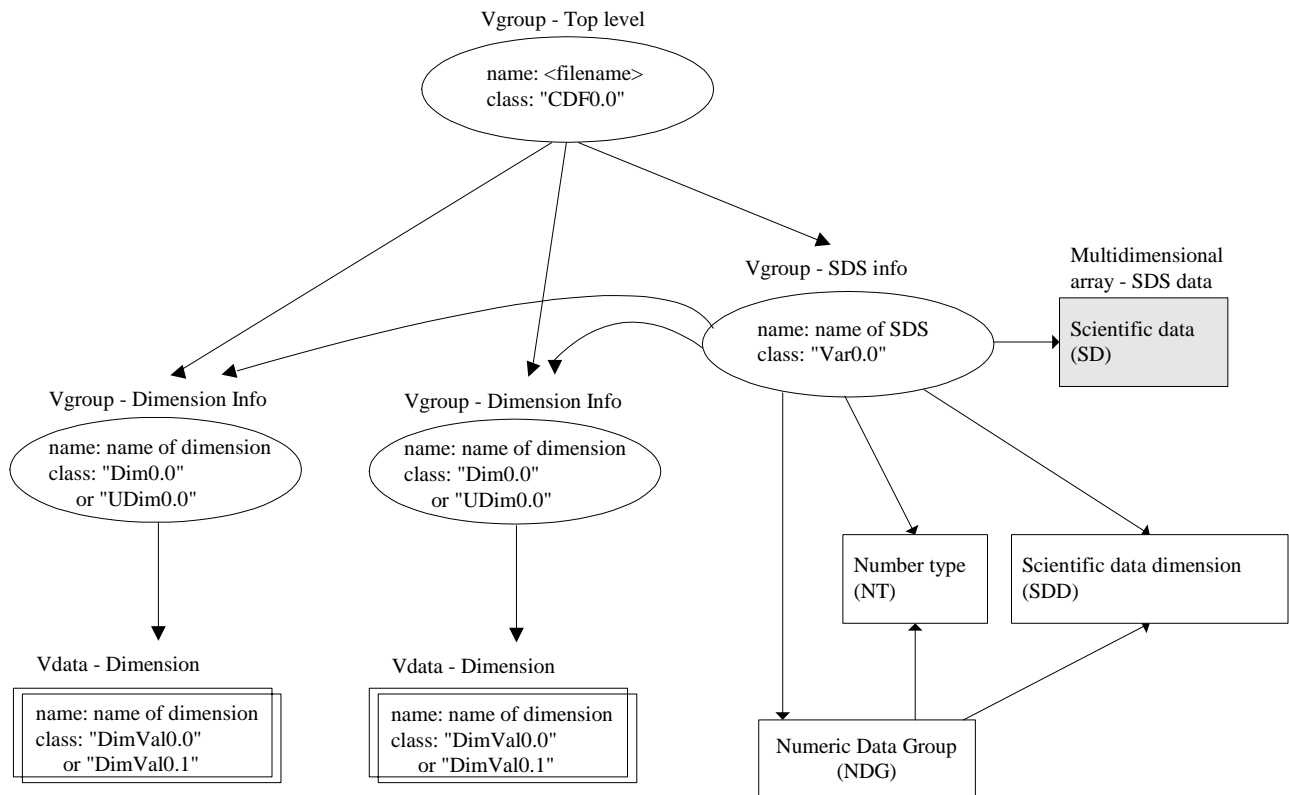 Vgroup - Top level
name: <filename>
class: "CDF0.0"
Vgroup - SDS info
name: name of SDS
class: "Var0.0"
Multidimensional
array - SDS data
Scientific data
(SD)
Vgroup - Dimension Info
name: name of dimension
class: "Dim0.0"
or "UDim0.0"
Vgroup - Dimension Info
name: name of dimension
class: "Dim0.0"
or "UDim0.0"
Number type
(NT)
Scientific data dimension
(SDD)
Vdata - Dimension
name: name of dimension
class: "DimVal0.0"
or "DimVal0.1"
Vdata - Dimension
name: name of dimension
class: "DimVal0.0"
or "DimVal0.1"
Numeric Data Group
(NDG)